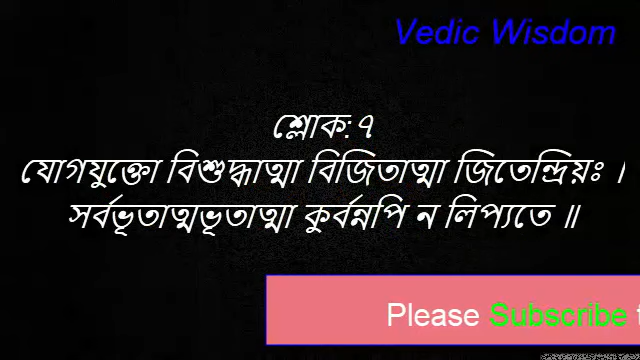 Vedic Wisdom
শ্লোক: ৭
যোগযুক্তো বিশুদ্ধাত্মা বিজিতাত্মা জিতেন্দ্রিয়ঃ ।
সর্বভূতাত্মভূতাত্মা কুর্বন্নপি ন লিপ্যতে ॥
Please Subscribe